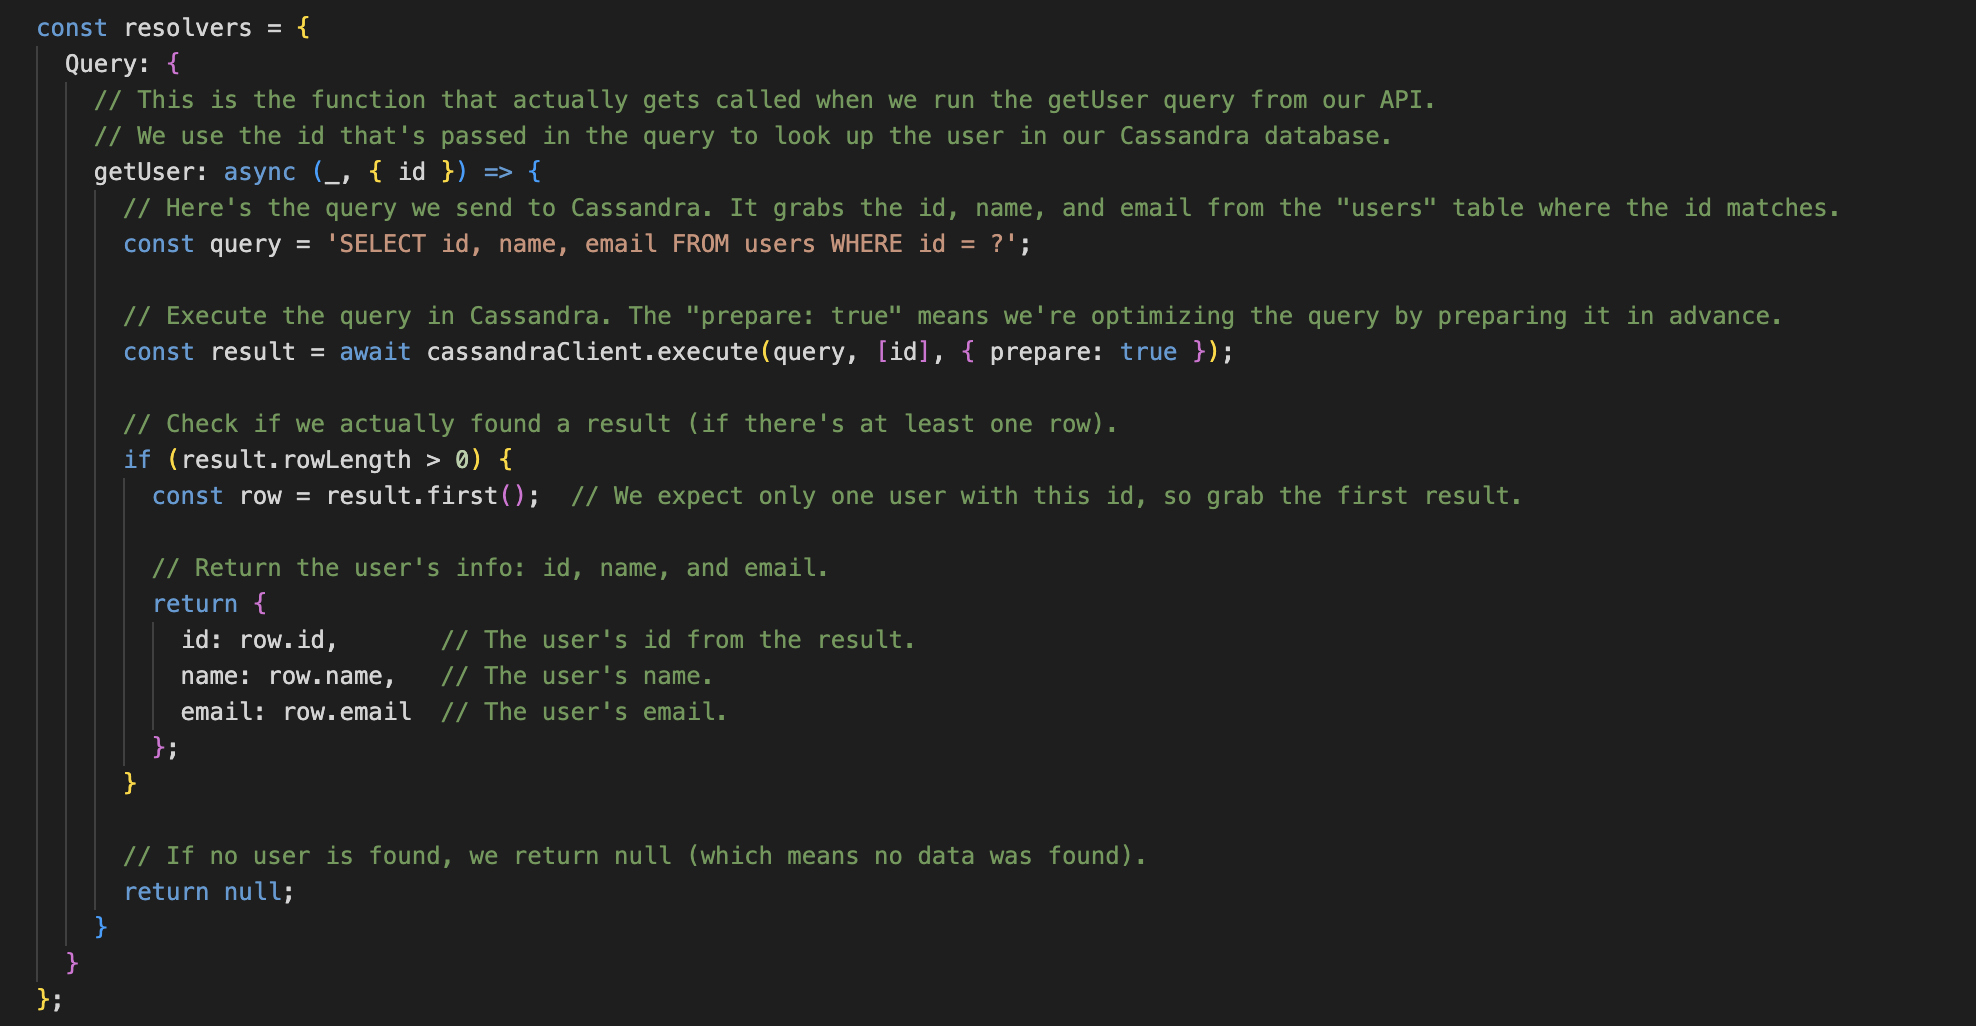 const resolvers = {
  Query: {
    // This is the function that actually gets called when we run the getUser query from our API.
    // We use the id that's passed in the query to look up the user in our Cassandra database.
    getUser: async (_, { id }) => {
      // Here's the query we send to Cassandra. It grabs the id, name, and email from the "users" table where the id matches.
      const query = 'SELECT id, name, email FROM users WHERE id = ?';

      // Execute the query in Cassandra. The "prepare: true" means we're optimizing the query by preparing it in advance.
      const result = await cassandraClient.execute(query, [id], { prepare: true });

      // Check if we actually found a result (if there's at least one row).
      if (result.rowLength > 0) {
        const row = result.first();  // We expect only one user with this id, so grab the first result.

        // Return the user's info: id, name, and email.
        return {
          id: row.id,       // The user's id from the result.
          name: row.name,   // The user's name.
          email: row.email  // The user's email.
        };
      }

      // If no user is found, we return null (which means no data was found).
      return null;
    }
  }
};